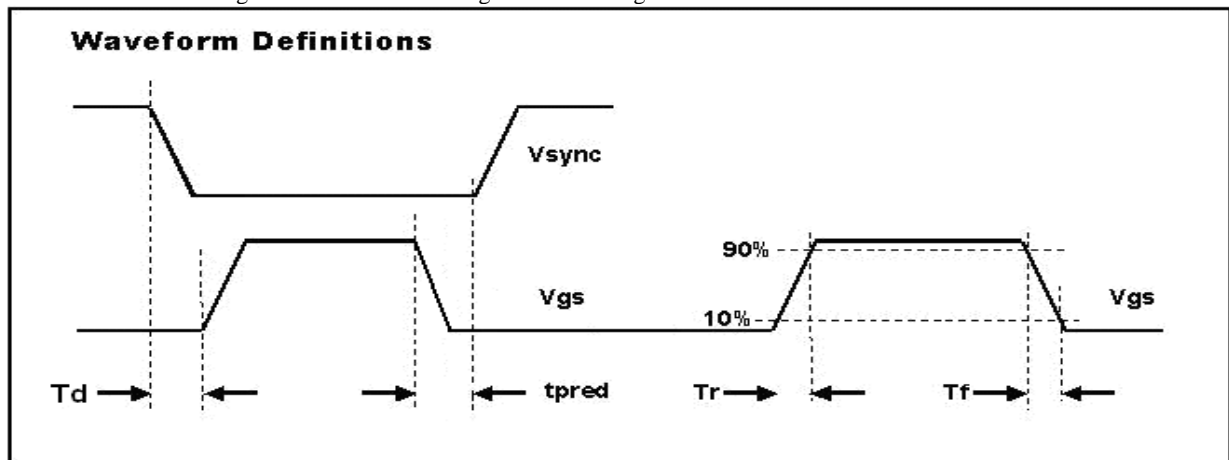 Waveform Definitions
Vsync
90%
Vgs
Vgs
10%
Td
tpred
Tr
Tf